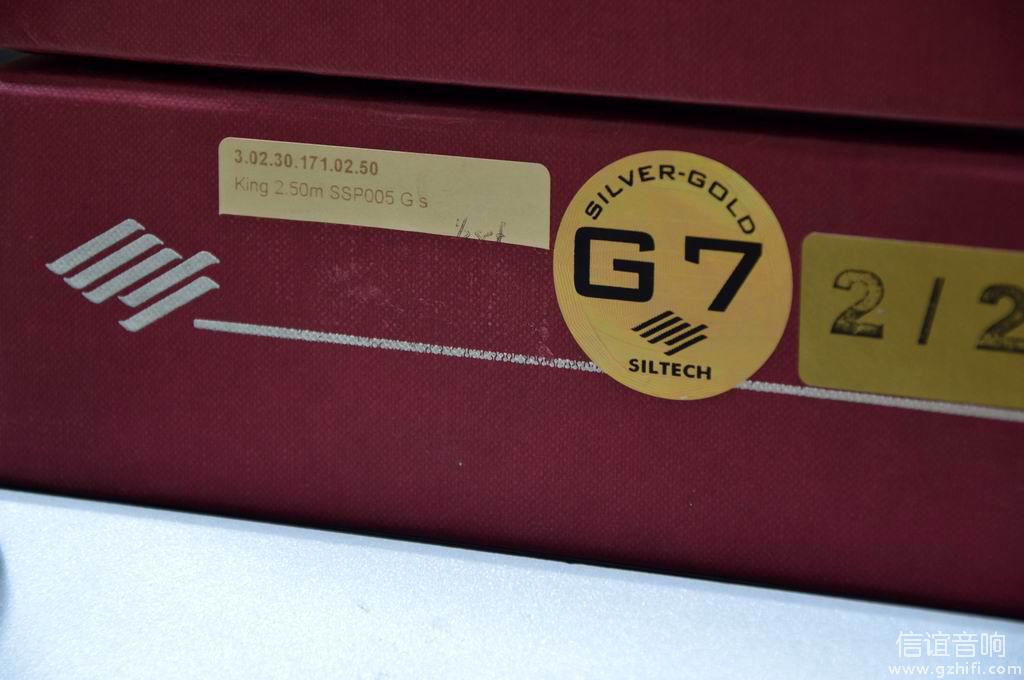 3.02.30.171.02.50
King 2.50m SSP005 G s
SILVER-GOLD
G7
SILTECH
2 / 2
信谊音响
www.gzhifi.com